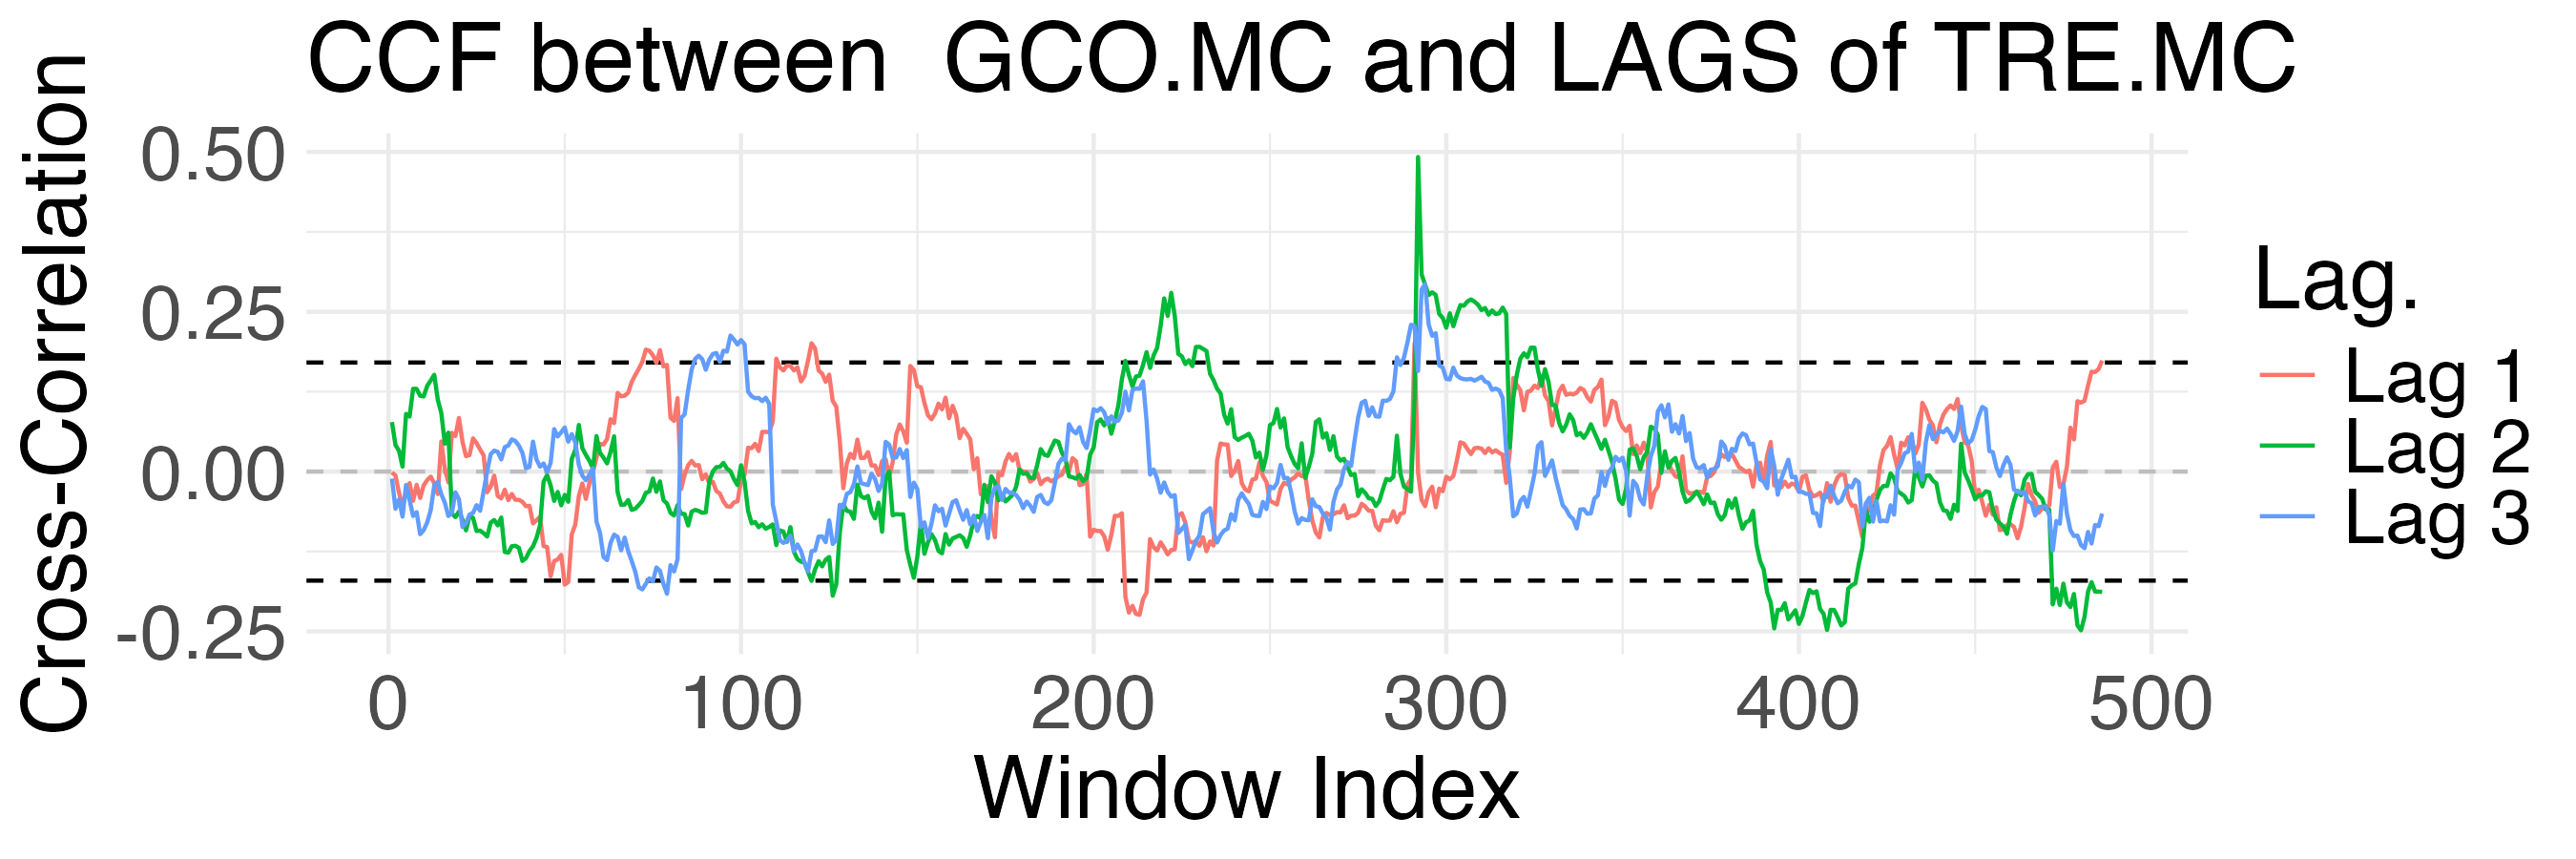 CCF between  GCO.MC and LAGS of TRE.MC
Cross-Correlation
0.50
0.25
0.00
-0.25
0
100
200
300
400
500
Window Index
Lag.
Lag 1
Lag 2
Lag 3